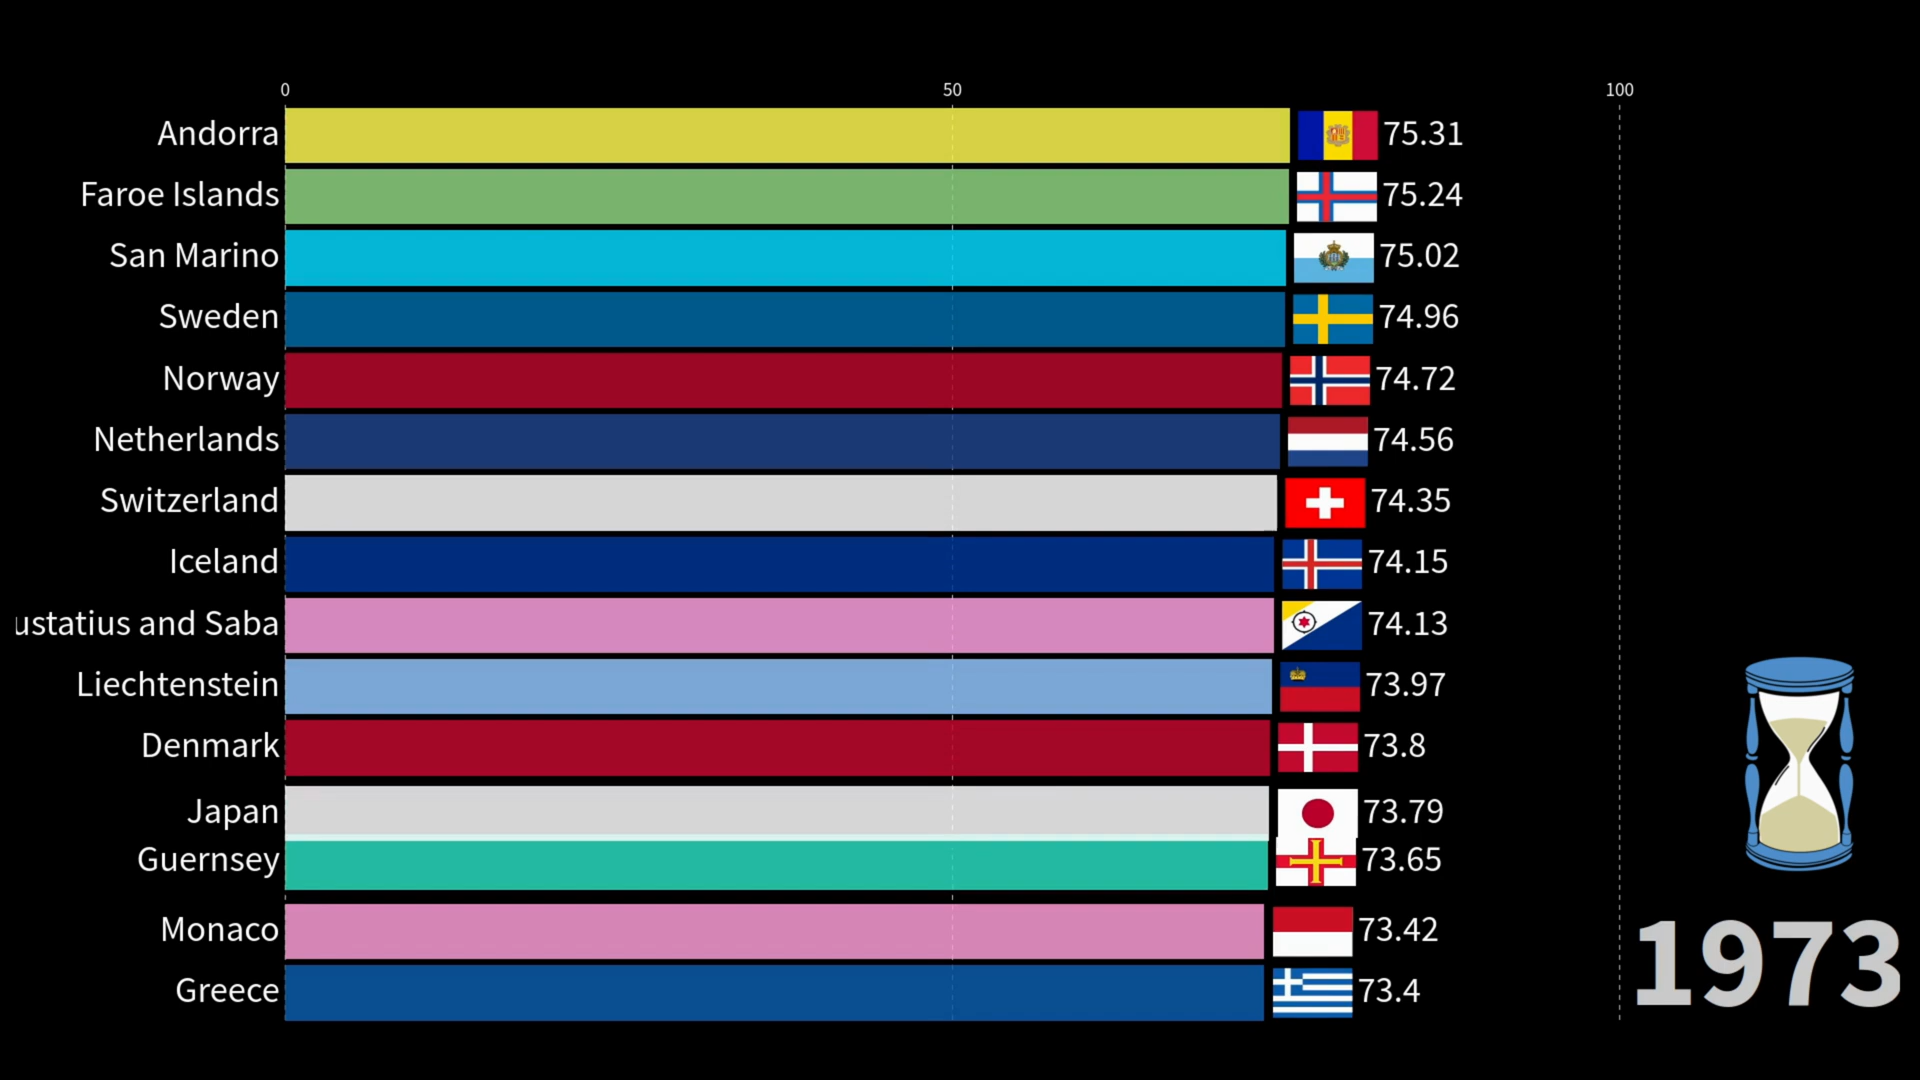 0 50 100
Andorra 75.31
Faroe Islands 75.24
San Marino 75.02
Sweden 74.96
Norway 74.72
Netherlands 74.56
Switzerland 74.35
Iceland 74.15
ustatius and Saba 74.13
Liechtenstein 73.97
Denmark 73.8
Japan 73.79
Guernsey 73.65
Monaco 73.42
Greece 73.4
1973